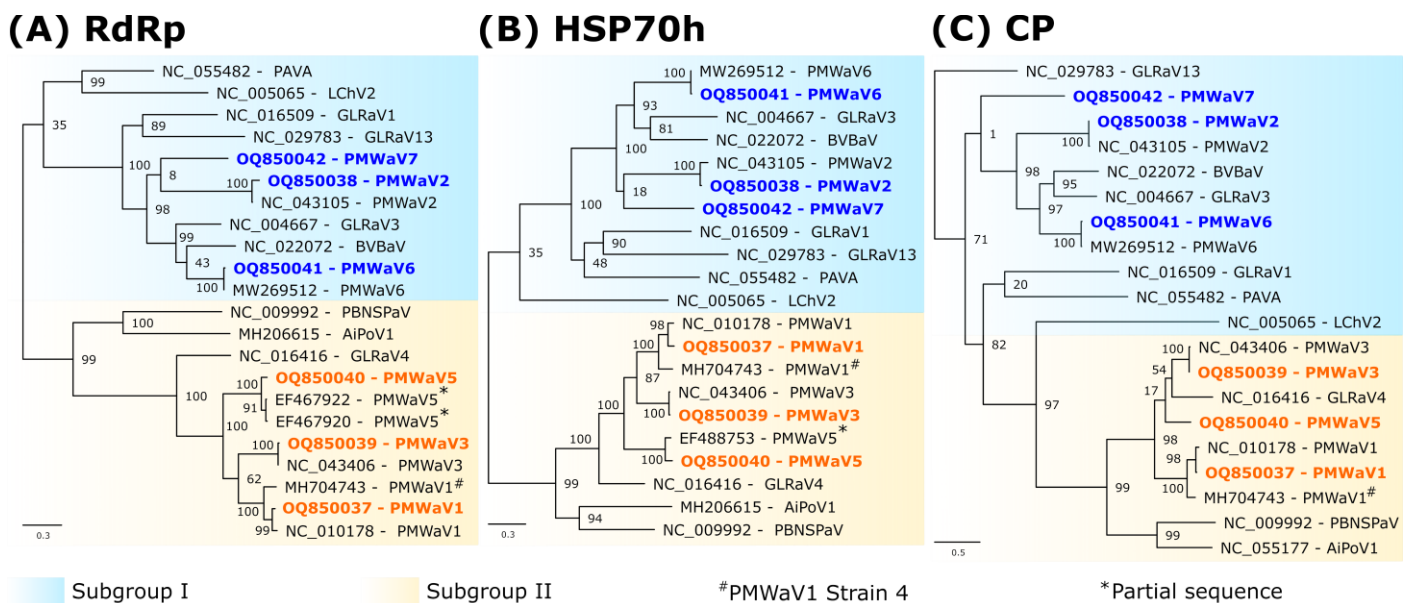 (A) RdRp
NC_055482 - PAVA
99
NC_005065 - LChV2
35
NC_016509 - GLRaV1
89
NC_029783 - GLRaV13
100
OQ850042 - PMWaV7
8
OQ850038 - PMWaV2
100
NC_043105 - PMWaV2
98
NC_004667 - GLRaV3
99
NC_022072 - BVBaV
43
OQ850041 - PMWaV6
100
MW269512 - PMWaV6
NC_009992 - PBNSPaV
100
MH206615 - AiPoV1
99
NC_016416 - GLRaV4
100
OQ850040 - PMWaV5
100
EF467922 - PMWaV5*
91
EF467920 - PMWaV5*
100
OQ850039 - PMWaV3
100
NC_043406 - PMWaV3
62
MH704743 - PMWaV1#
100
OQ850037 - PMWaV1
99
NC_010178 - PMWaV1
0.3
(B) HSP70h
100
MW269512 - PMWaV6
OQ850041 - PMWaV6
93
NC_004667 - GLRaV3
81
NC_022072 - BVBaV
100
NC_043105 - PMWaV2
100
OQ850038 - PMWaV2
18
OQ850042 - PMWaV7
100
NC_016509 - GLRaV1
90
NC_029783 - GLRaV13
48
NC_055482 - PAVA
35
NC_005065 - LChV2
98
NC_010178 - PMWaV1
OQ850037 - PMWaV1
100
MH704743 - PMWaV1#
87
NC_043406 - PMWaV3
100
OQ850039 - PMWaV3
100
EF488753 - PMWaV5*
100
OQ850040 - PMWaV5
100
NC_016416 - GLRaV4
99
MH206615 - AiPoV1
94
NC_009992 - PBNSPaV
0.3
(C) CP
NC_029783 - GLRaV13
OQ850042 - PMWaV7
1
OQ850038 - PMWaV2
100
NC_043105 - PMWaV2
98
NC_022072 - BVBaV
95
NC_004667 - GLRaV3
97
OQ850041 - PMWaV6
100
MW269512 - PMWaV6
71
NC_016509 - GLRaV1
20
NC_055482 - PAVA
NC_005065 - LChV2
82
NC_043406 - PMWaV3
100
OQ850039 - PMWaV3
54
NC_016416 - GLRaV4
17
OQ850040 - PMWaV5
97
98
NC_010178 - PMWaV1
98
OQ850037 - PMWaV1
100
MH704743 - PMWaV1#
99
NC_009992 - PBNSPaV
99
NC_055177 - AiPoV1
0.5
Subgroup I
Subgroup II
#PMWaV1 Strain 4
*Partial sequence